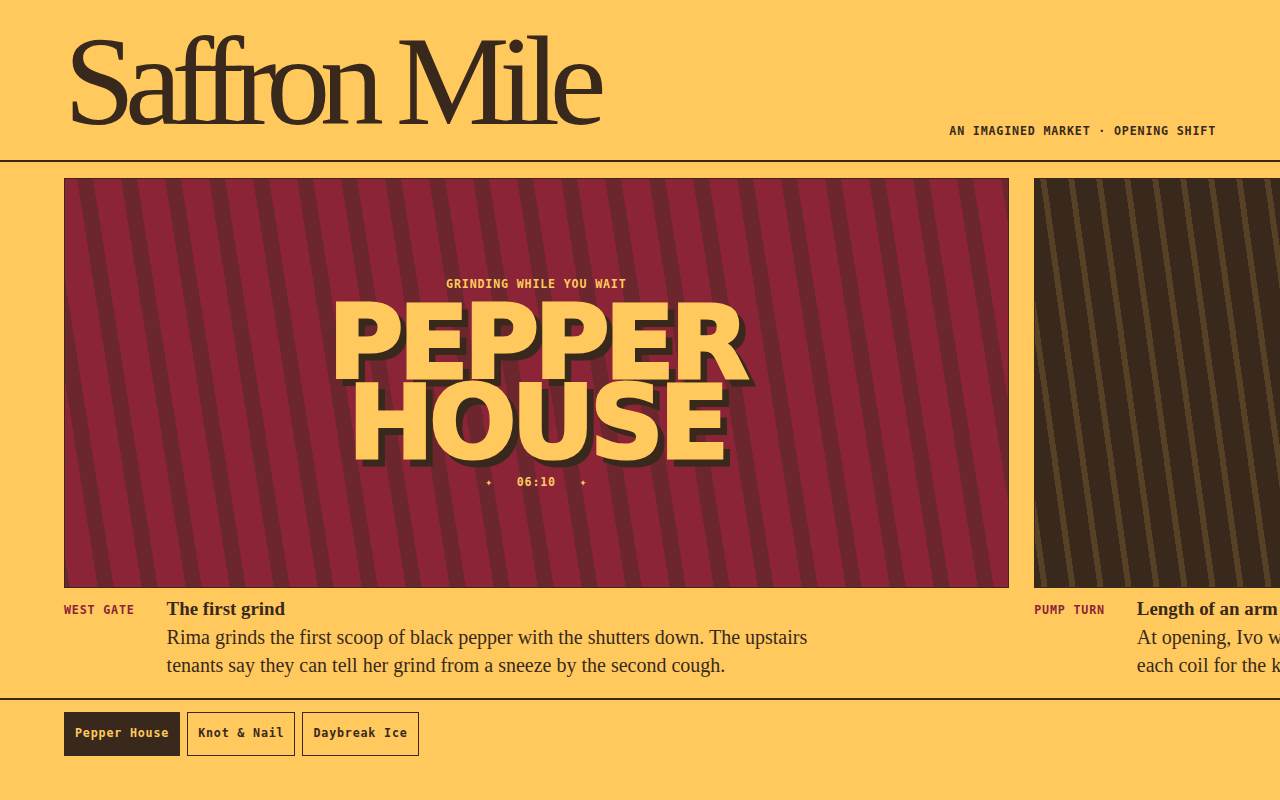 Saffron Mile
AN IMAGINED MARKET · OPENING SHIFT
GRINDING WHILE YOU WAIT
PEPPER
HOUSE
✦ 06:10 ✦
WEST GATE
The first grind
Rima grinds the first scoop of black pepper with the shutters down. The upstairs
tenants say they can tell her grind from a sneeze by the second cough.
PUMP TURN
Length of an arm
At opening, Ivo
each coil for the
Pepper House
Knot & Nail
Daybreak Ice